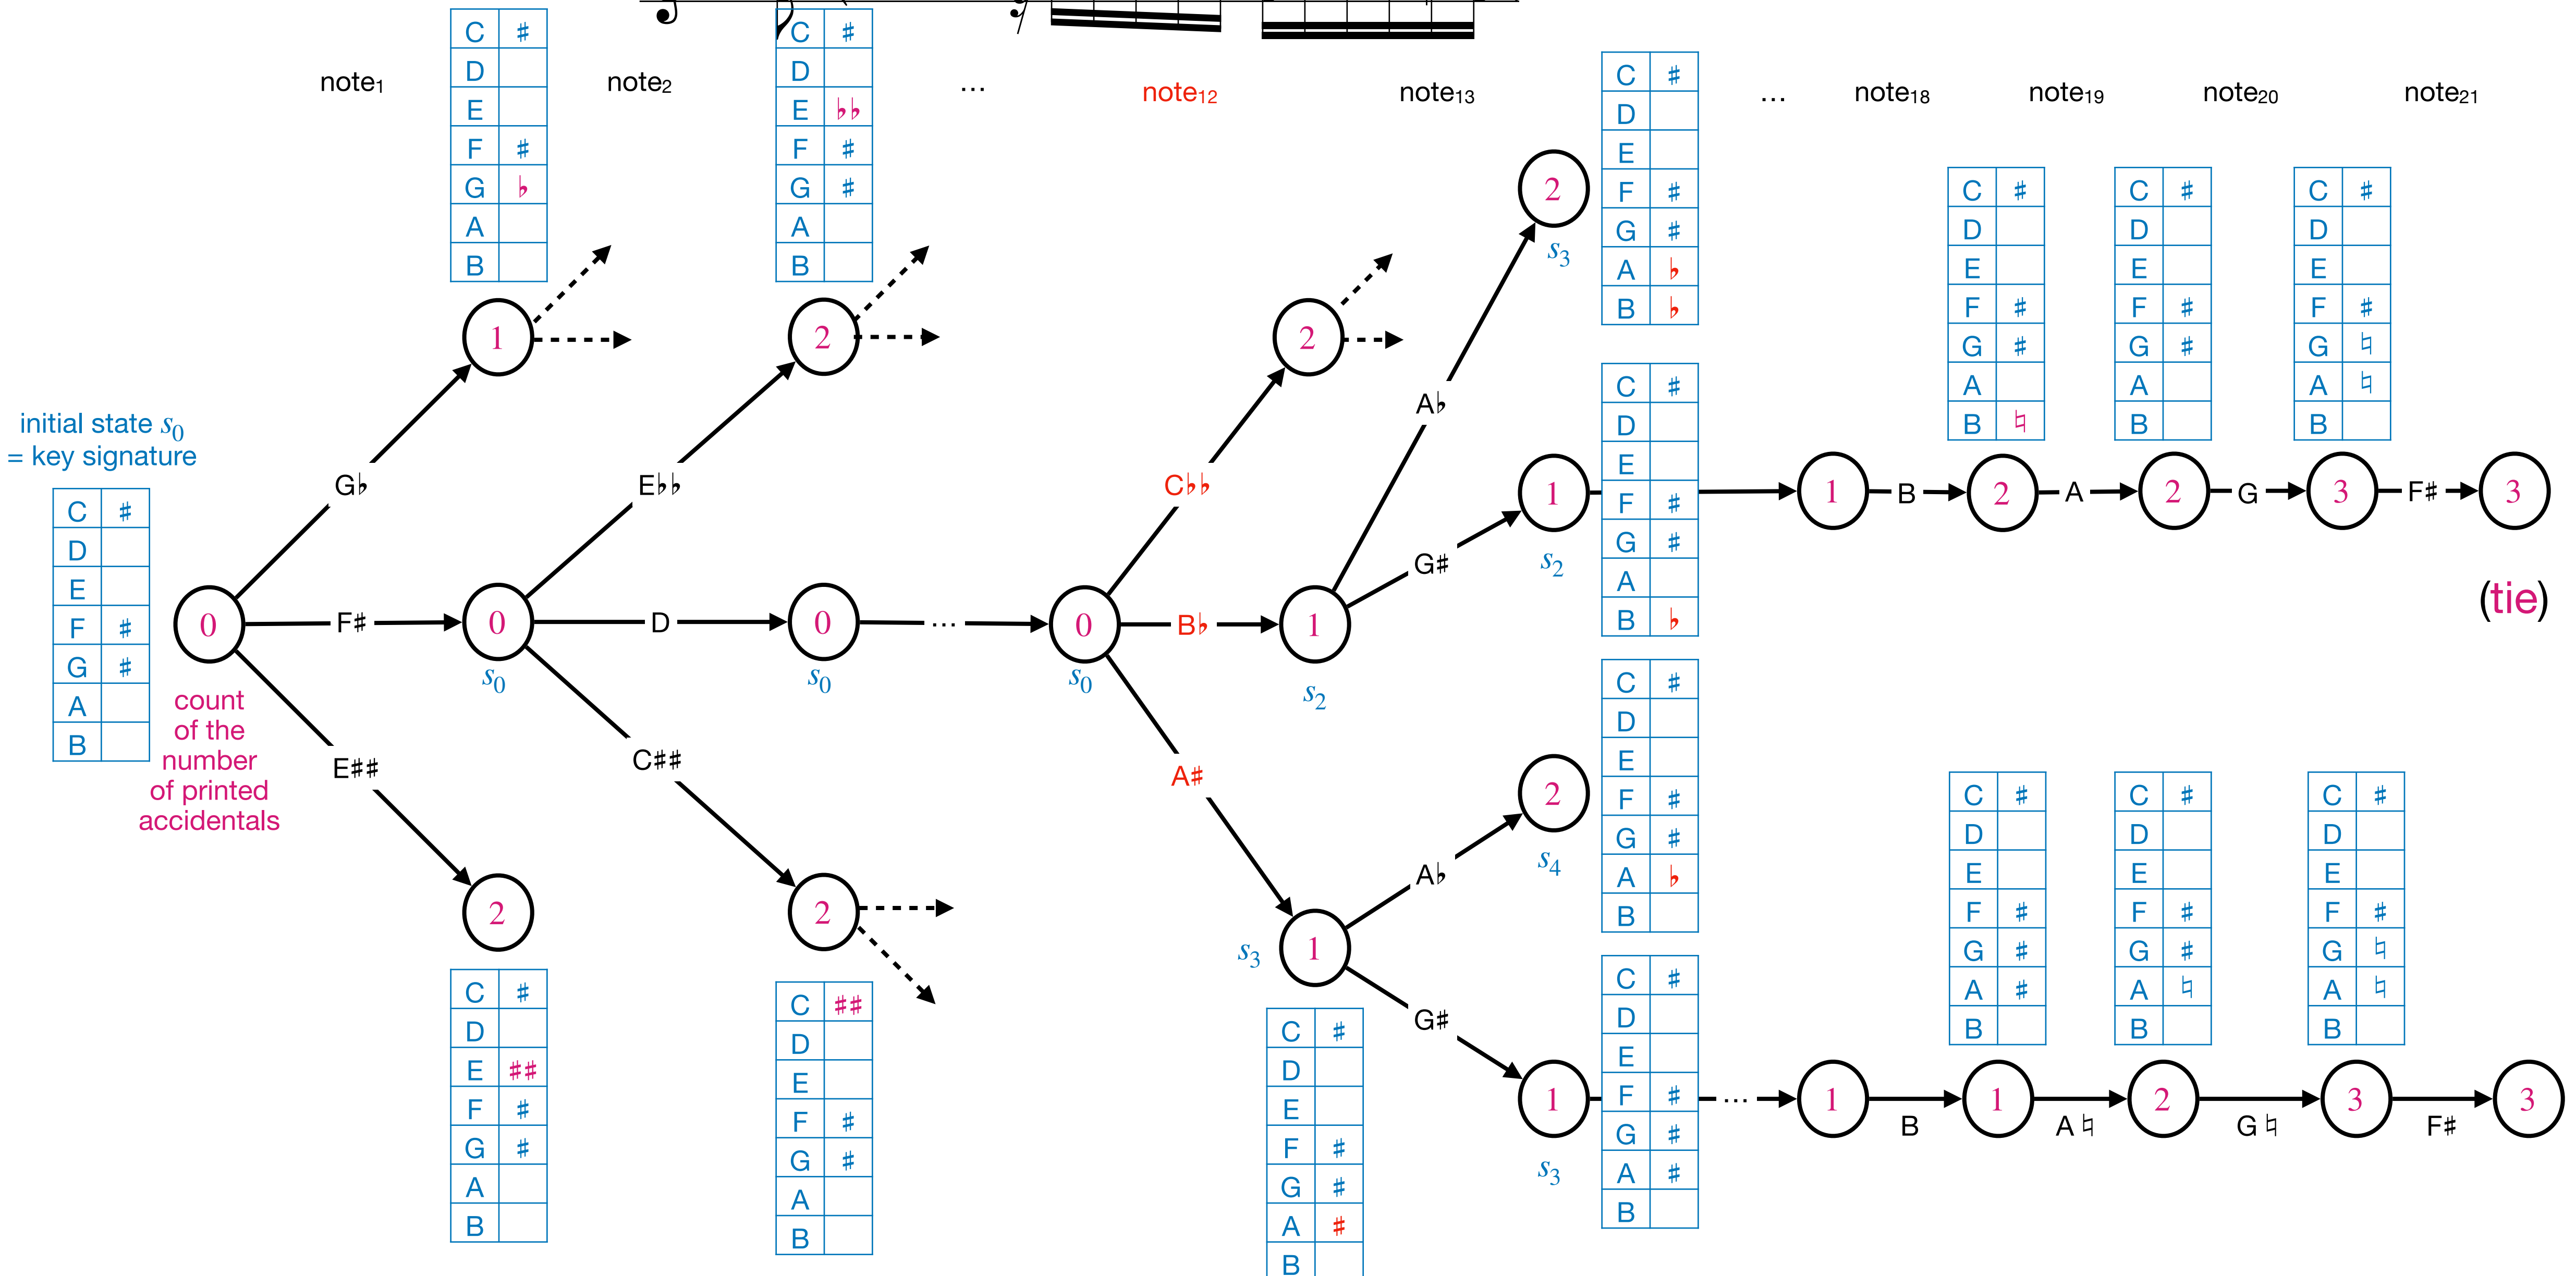 note1
note2
...
note12
note13
...
note18
note19
note20
note21
C ♯
D
E
F ♯
G ♭
A
B
C ♯
D
E ♭♭
F ♯
G ♯
A
B
C ♯
D
E
F ♯
G ♯
A ♭
B ♭
C ♯
D
E
F ♯
G ♯
A
B ♮
C ♯
D
E
F ♯
G ♯
A
B
C ♯
D
E
F ♯
G ♮
A ♮
B
2
s3
1
2
2
A♭
initial state s0
= key signature
G♭
E♭♭
C♭♭
C ♯
D
E
F ♯
G ♯
A
B
C ♯
D
E
F ♯
G ♯
A
B ♭
1
s2
1
B
2
A
2
G
3
F♯
3
G♯
(tie)
0
F♯
0
s0
D
0
s0
...
0
s0
B♭
1
s2
count
of the
number
of printed
accidentals
E♯♯
C♯♯
A♯
2
s4
A♭
C ♯
D
E
F ♯
G ♯
A ♭
B
C ♯
D
E
F ♯
G ♯
A ♯
B
C ♯
D
E
F ♯
G ♯
A ♮
B
C ♯
D
E
F ♯
G ♮
A ♮
B
2
2
s3
1
G♯
C ♯
D
E ♯♯
F ♯
G ♯
A
B
C ♯♯
D
E
F ♯
G ♯
A
B
C ♯
D
E
F ♯
G ♯
A ♯
B
C ♯
D
E
F ♯
G ♯
A ♯
B
1
s3
...
1
B
1
A ♮
2
G ♮
3
F♯
3